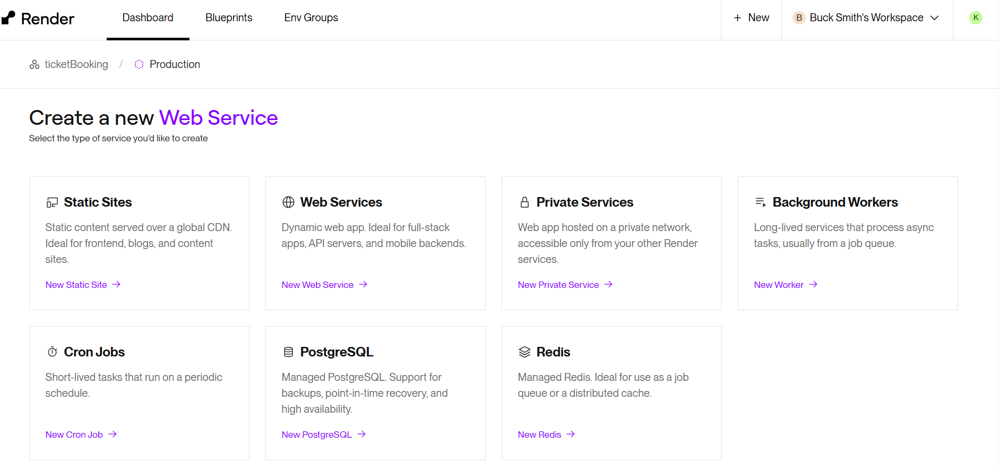 Render
Dashboard
Blueprints
Env Groups
+ New
B Buck Smith's Workspace
K
ticketBooking / Production
Create a new Web Service
Select the type of service you'd like to create
Static Sites
Static content served over a global CDN.
Ideal for frontend, blogs, and content
sites.
New Static Site →
Web Services
Dynamic web app. Ideal for full-stack
apps, API servers, and mobile backends.
New Web Service →
Private Services
Web app hosted on a private network,
accessible only from your other Render
services.
New Private Service →
Background Workers
Long-lived services that process async
tasks, usually from a job queue.
New Worker →
Cron Jobs
Short-lived tasks that run on a periodic
schedule.
New Cron Job →
PostgreSQL
Managed PostgreSQL. Support for
backups, point-in-time recovery, and
high availability.
New PostgreSQL →
Redis
Managed Redis. Ideal for use as a job
queue or a distributed cache.
New Redis →